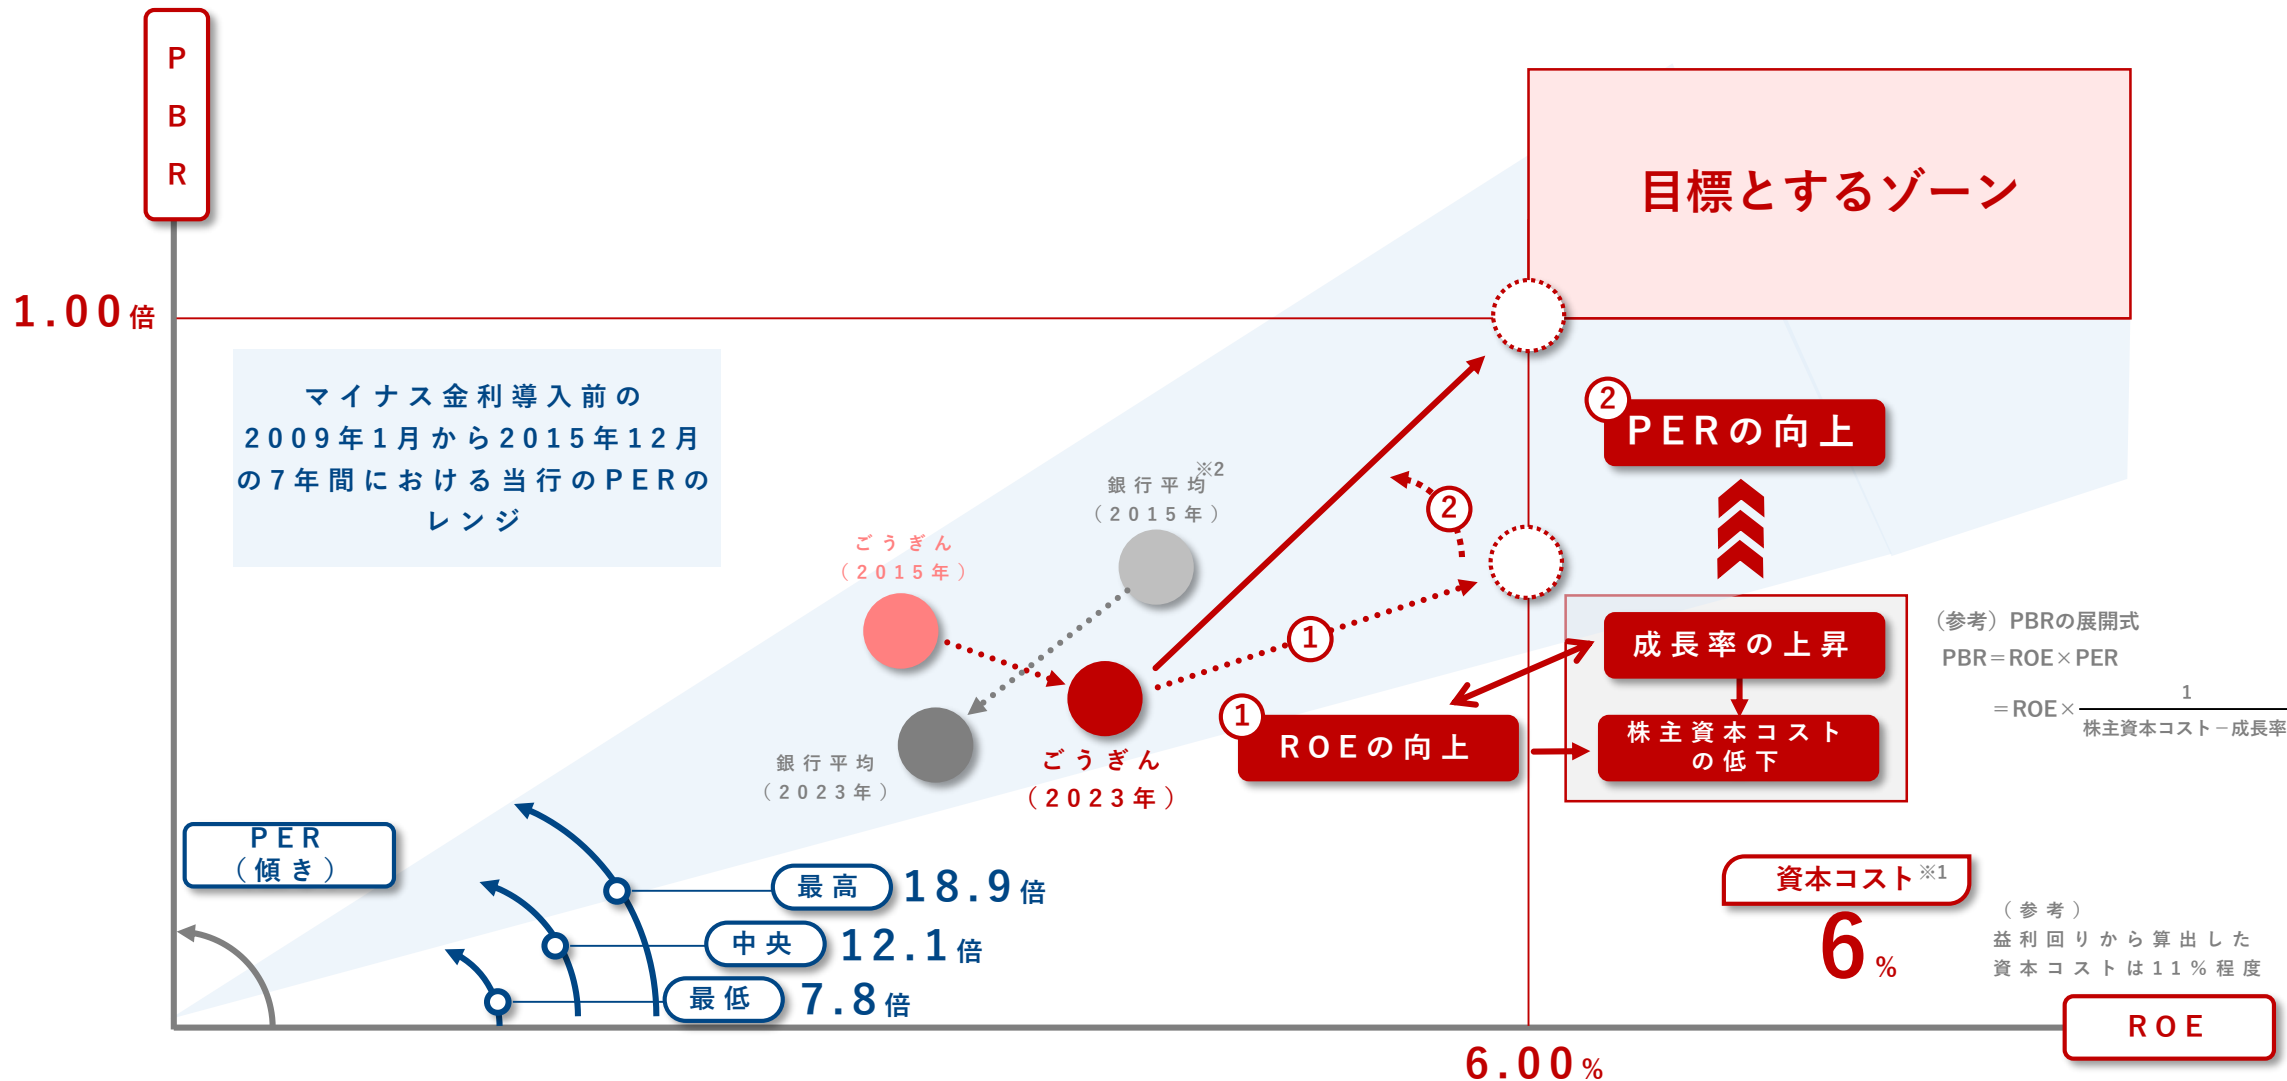 PBR
目標とするゾーン
1.00倍
マイナス金利導入前の
2009年1月から2015年12月
の7年間における当行のPERの
レンジ
2
PERの向上
銀行平均※2
（2015年）
ごうぎん
（2015年）
2
1
成長率の上昇
（参考）PBRの展開式
PBR＝ROE×PER
＝ROE×
1
株主資本コスト－成長率
1
ROEの向上
株主資本コスト
の低下
銀行平均
（2023年）
ごうぎん
（2023年）
PER
（傾き）
最高 18.9倍
中央 12.1倍
最低 7.8倍
資本コスト※1
6%
（参考）
益利回りから算出した
資本コストは11%程度
ROE
6.00%